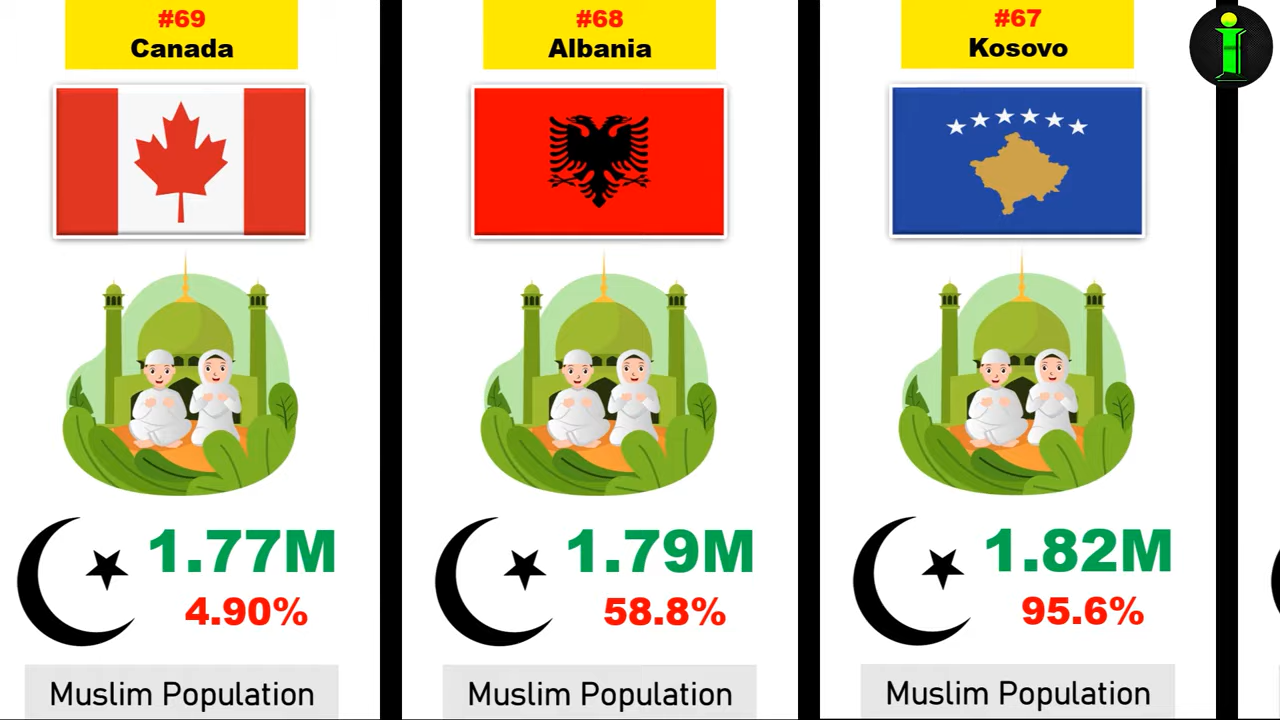 #69
Canada
1.77M
4.90%
Muslim Population
#68
Albania
1.79M
58.8%
Muslim Population
#67
Kosovo
1.82M
95.6%
Muslim Population